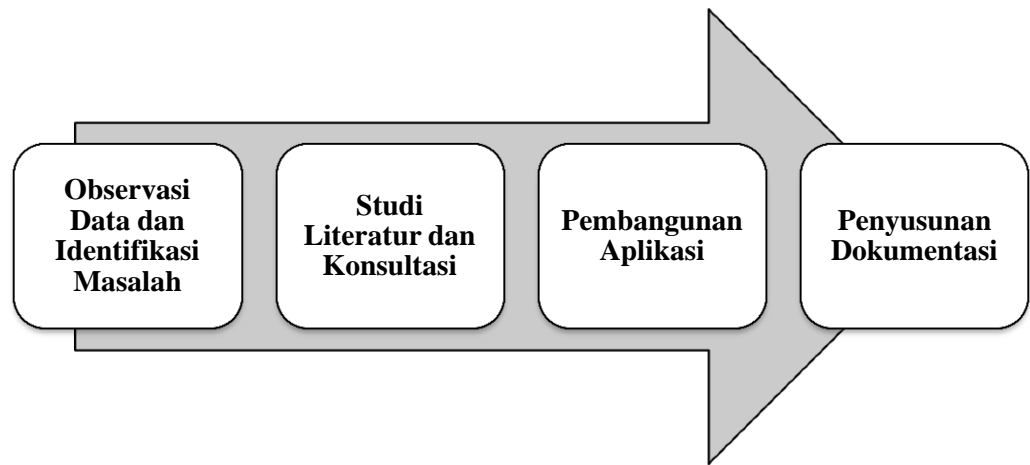 Observasi
Data dan
Identifikasi
Masalah
Studi
Literatur dan
Konsultasi
Pembangunan
Aplikasi
Penyusunan
Dokumentasi